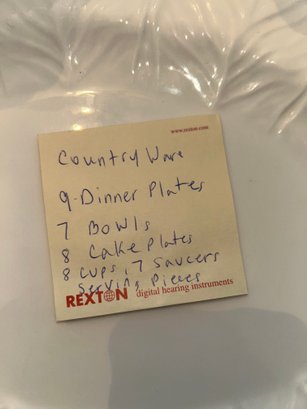 www.rexton.com
Country Ware
9-Dinner Plates
7 Bowls
8 Cake plates
8 cups, 7 Saucers
Serving Pieces
REXTON digital hearing instruments